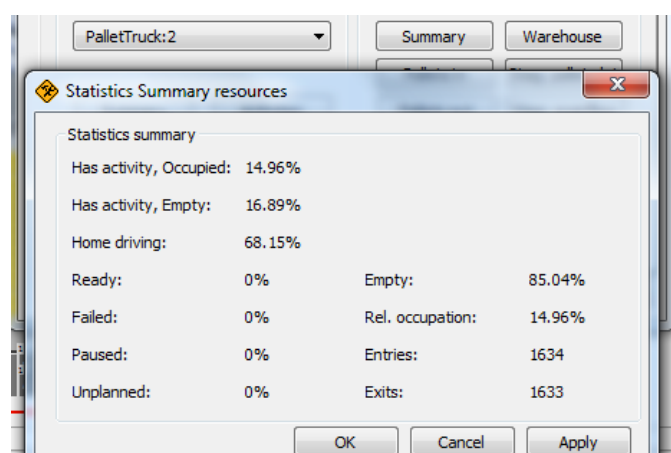 PalletTruck:2 Summary Warehouse
Statistics Summary resources
Statistics summary
Has activity, Occupied: 14.96%
Has activity, Empty: 16.89%
Home driving: 68.15%
Ready: 0% Empty: 85.04%
Failed: 0% Rel. occupation: 14.96%
Paused: 0% Entries: 1634
Unplanned: 0% Exits: 1633
OK Cancel Apply